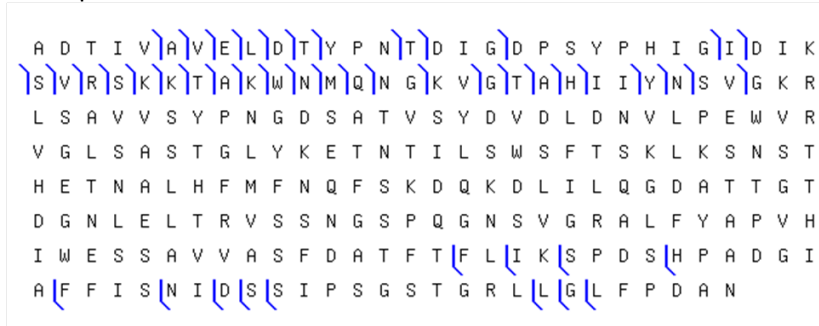 A D T I V A V E L D T Y P N T D I G D P S Y P H I G I D I K
S V R S K K T A K W N M Q N G K V G T A H I I Y N S V G K R
L S A V V S Y P N G D S A T V S Y D V D L D N V L P E W V R
V G L S A S T G L Y K E T N T I L S W S F T S K L K S N S T
H E T N A L H F M F N Q F S K D Q K D L I L Q G D A T T G T
D G N L E L T R V S S N G S P Q G N S V G R A L F Y A P V H
I W E S S A V V A S F D A T F T F L I K S P D S H P A D G I
A F F I S N I D S S I P S G S T G R L L G L F P D A N